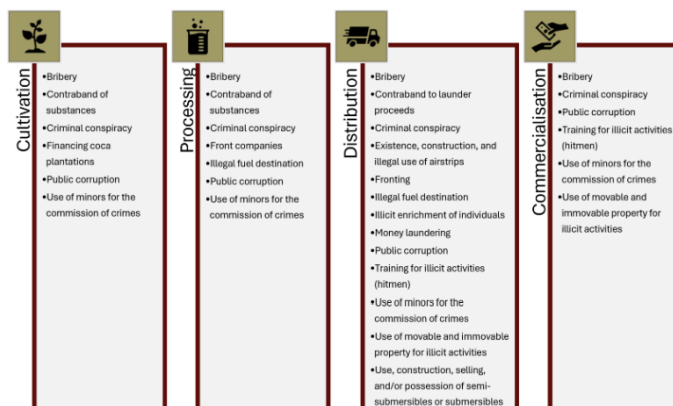 Cultivation
•Bribery
•Contraband of
substances
•Criminal conspiracy
•Financing coca
plantations
•Public corruption
•Use of minors for the
commission of crimes
Processing
•Bribery
•Contraband of
substances
•Criminal conspiracy
•Front companies
•Illegal fuel destination
•Public corruption
•Use of minors for the
commission of crimes
Distribution
•Bribery
•Contraband to launder
proceeds
•Criminal conspiracy
•Existence, construction, and
illegal use of airstrips
•Fronting
•Illegal fuel destination
•Illicit enrichment of individuals
•Money laundering
•Public corruption
•Training for illicit activities
(hitmen)
•Use of minors for the
commission of crimes
•Use of movable and immovable
property for illicit activities
•Use, construction, selling,
and/or possession of semi-
submersibles or submersibles
Commercialisation
•Bribery
•Criminal conspiracy
•Public corruption
•Training for illicit activities
(hitmen)
•Use of minors for the
commission of crimes
•Use of movable and
immovable property for
illicit activities